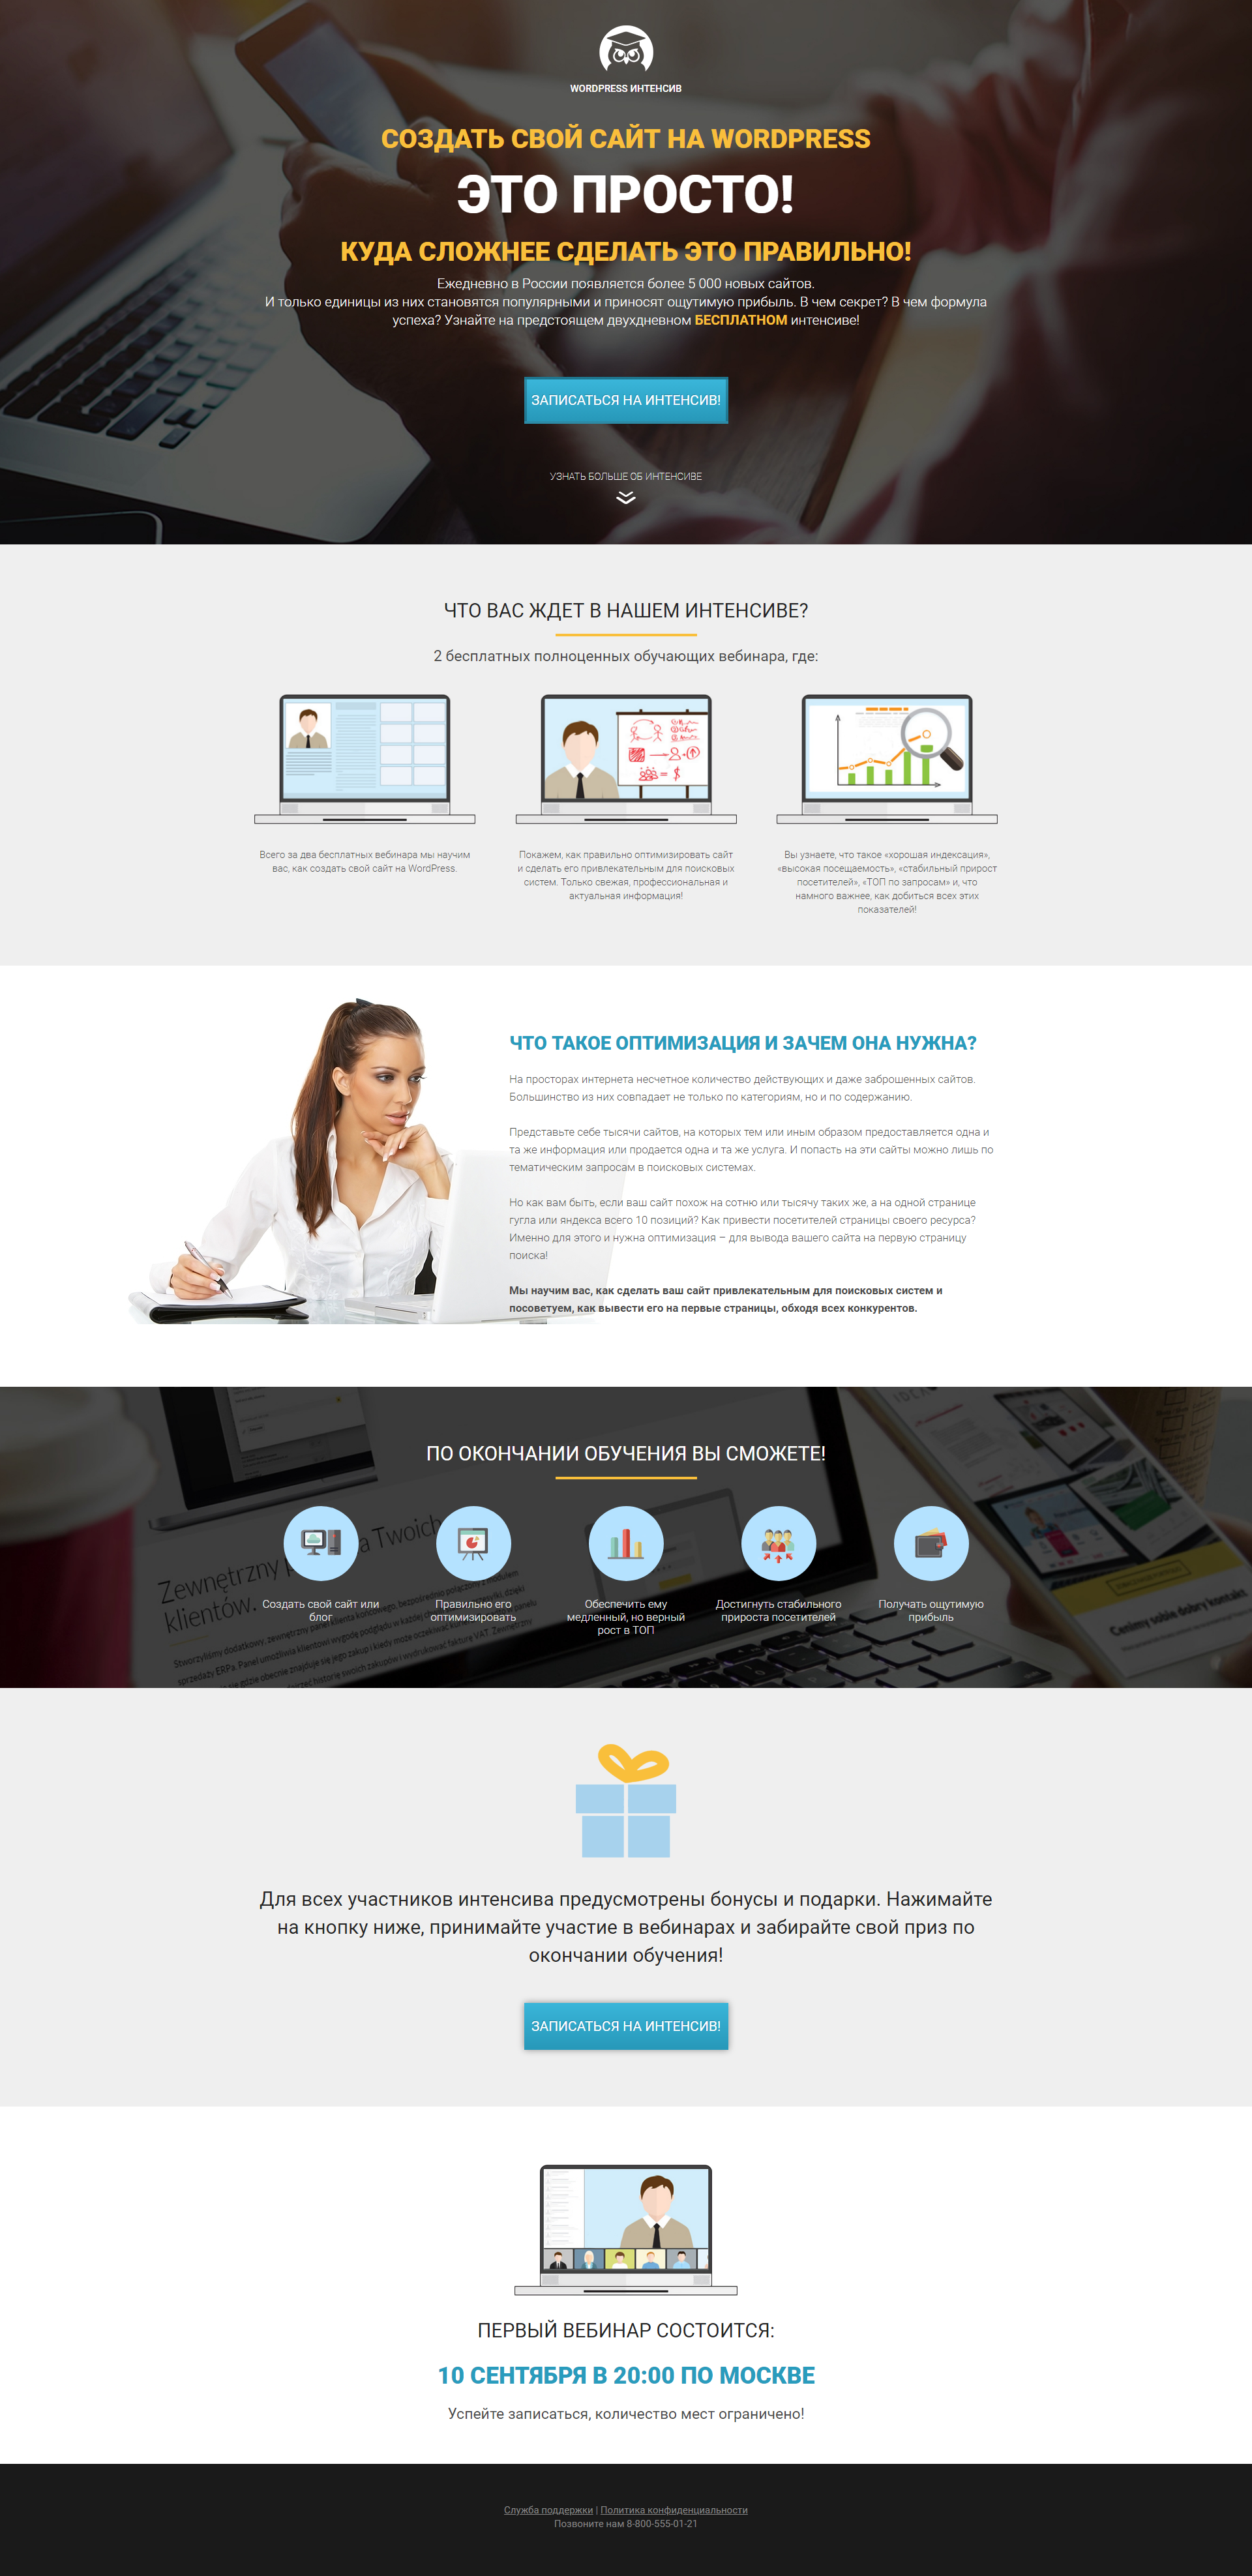 WORDPRESS ИНТЕНСИВ
СОЗДАТЬ СВОЙ САЙТ НА WORDPRESS
ЭТО ПРОСТО!
КУДА СЛОЖНЕЕ СДЕЛАТЬ ЭТО ПРАВИЛЬНО!
Ежедневно в России появляется более 5 000 новых сайтов.
И только единицы из них становятся популярными и приносят ощутимую прибыль. В чем секрет? В чем формула
успеха? Узнайте на предстоящем двухдневном БЕСПЛАТНОМ интенсиве!
ЗАПИСАТЬСЯ НА ИНТЕНСИВ!
УЗНАТЬ БОЛЬШЕ ОБ ИНТЕНСИВЕ
ЧТО ВАС ЖДЕТ В НАШЕМ ИНТЕНСИВЕ?
2 бесплатных полноценных обучающих вебинара, где:
Всего за два бесплатных вебинара мы научим
вас, как создать свой сайт на WordPress.
Покажем, как правильно оптимизировать сайт
и сделать его привлекательным для поисковых
систем. Только свежая, профессиональная и
актуальная информация!
Вы узнаете, что такое «хорошая индексация»,
«высокая посещаемость», «стабильный прирост
посетителей», «ТОП по запросам» и, что
намного важнее, как добиться всех этих
показателей!
ЧТО ТАКОЕ ОПТИМИЗАЦИЯ И ЗАЧЕМ ОНА НУЖНА?
На просторах интернета несчетное количество действующих и даже заброшенных сайтов.
Большинство из них совпадает не только по категориям, но и по содержанию.
Представьте себе тысячи сайтов, на которых тем или иным образом предоставляется одна и
та же информация или продается одна и та же услуга. И попасть на эти сайты можно лишь по
тематическим запросам в поисковых системах.
Но как вам быть, если ваш сайт похож на сотню или тысячу таких же, а на одной странице
гугла или яндекса всего 10 позиций? Как привести посетителей страницы своего ресурса?
Именно для этого и нужна оптимизация – для вывода вашего сайта на первую страницу
поиска!
Мы научим вас, как сделать ваш сайт привлекательным для поисковых систем и
посоветуем, как вывести его на первые страницы, обходя всех конкурентов.
ПО ОКОНЧАНИИ ОБУЧЕНИЯ ВЫ СМОЖЕТЕ!
Zewnętrzny
a Twoich
klientów.
Создать свой сайт или
блог
Правильно его
оптимизировать
Обеспечить ему
медленный, но верный
рост в ТОП
Достигнуть стабильного
прироста посетителей
Получать ощутимую
прибыль
Для всех участников интенсива предусмотрены бонусы и подарки. Нажимайте
на кнопку ниже, принимайте участие в вебинарах и забирайте свой приз по
окончании обучения!
ЗАПИСАТЬСЯ НА ИНТЕНСИВ!
ПЕРВЫЙ ВЕБИНАР СОСТОИТСЯ:
10 СЕНТЯБРЯ В 20:00 ПО МОСКВЕ
Успейте записаться, количество мест ограничено!
Служба поддержки | Политика конфиденциальности
Позвоните нам 8-800-555-01-21